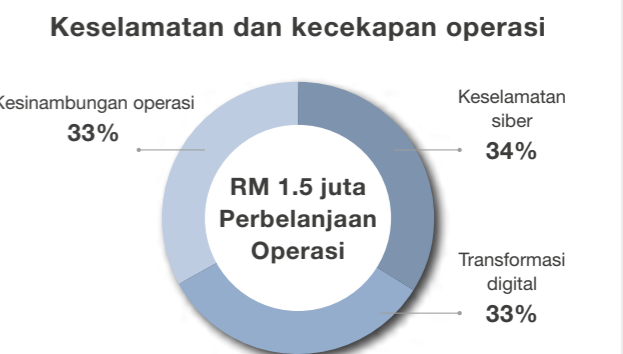 Keselamatan dan kecekapan operasi
Kesinambungan operasi
33%
Keselamatan
siber
34%
RM 1.5 juta
Perbelanjaan
Operasi
Transformasi
digital
33%